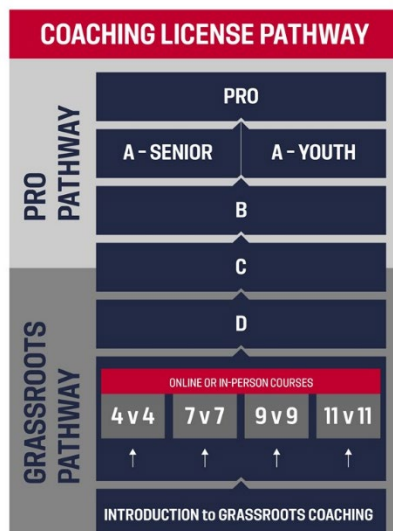 COACHING LICENSE PATHWAY
PRO PATHWAY
PRO
A - SENIOR
A - YOUTH
B
C
GRASSROOTS PATHWAY
D
ONLINE OR IN-PERSON COURSES
4 v 4
7 v 7
9 v 9
11 v 11
INTRODUCTION to GRASSROOTS COACHING